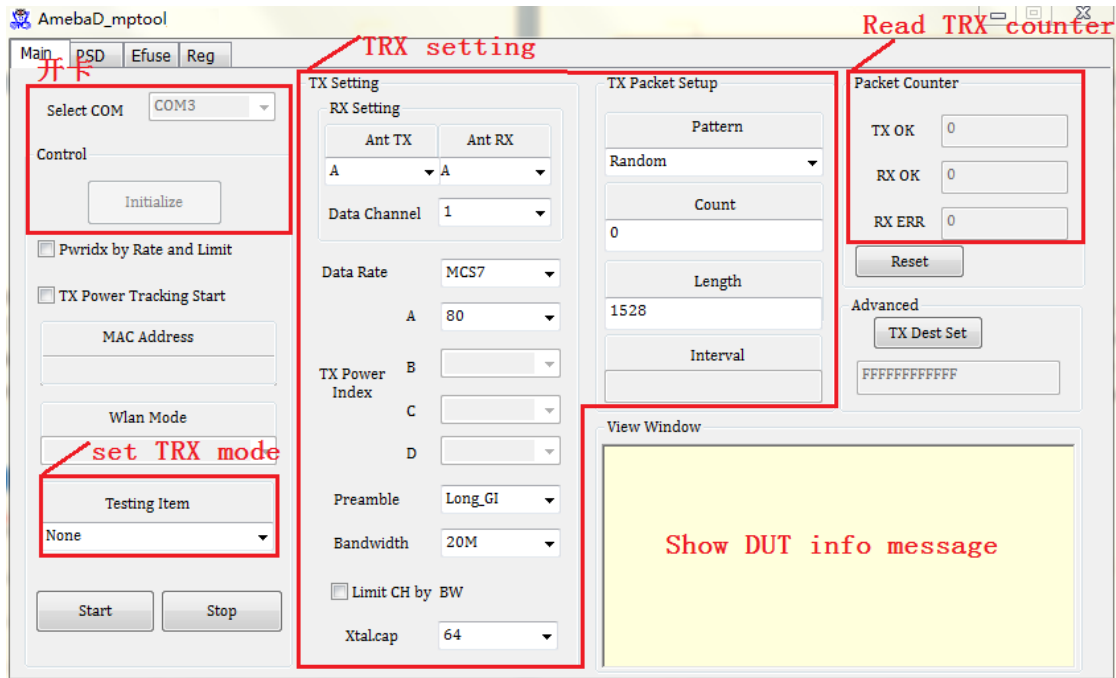 AmebaD_mptool
Read TRX counter
Main PSD Efuse Reg
TRX setting
开卡
Select COM COM3
Control
Initialize
Pwridx by Rate and Limit
TX Power Tracking Start
MAC Address
Wlan Mode
set TRX mode
Testing Item
None
Start Stop
TX Setting
RX Setting
Ant TX Ant RX
A A
Data Channel 1
Data Rate MCS7
A 80
TX Power Index
B
C
D
Preamble Long_GI
Bandwidth 20M
Limit CH by BW
Xtal.cap 64
TX Packet Setup
Pattern
Random
Count
0
Length
1528
Interval
Packet Counter
TX OK 0
RX OK 0
RX ERR 0
Reset
Advanced
TX Dest Set
FFFFFFFFFFFF
View Window
Show DUT info message